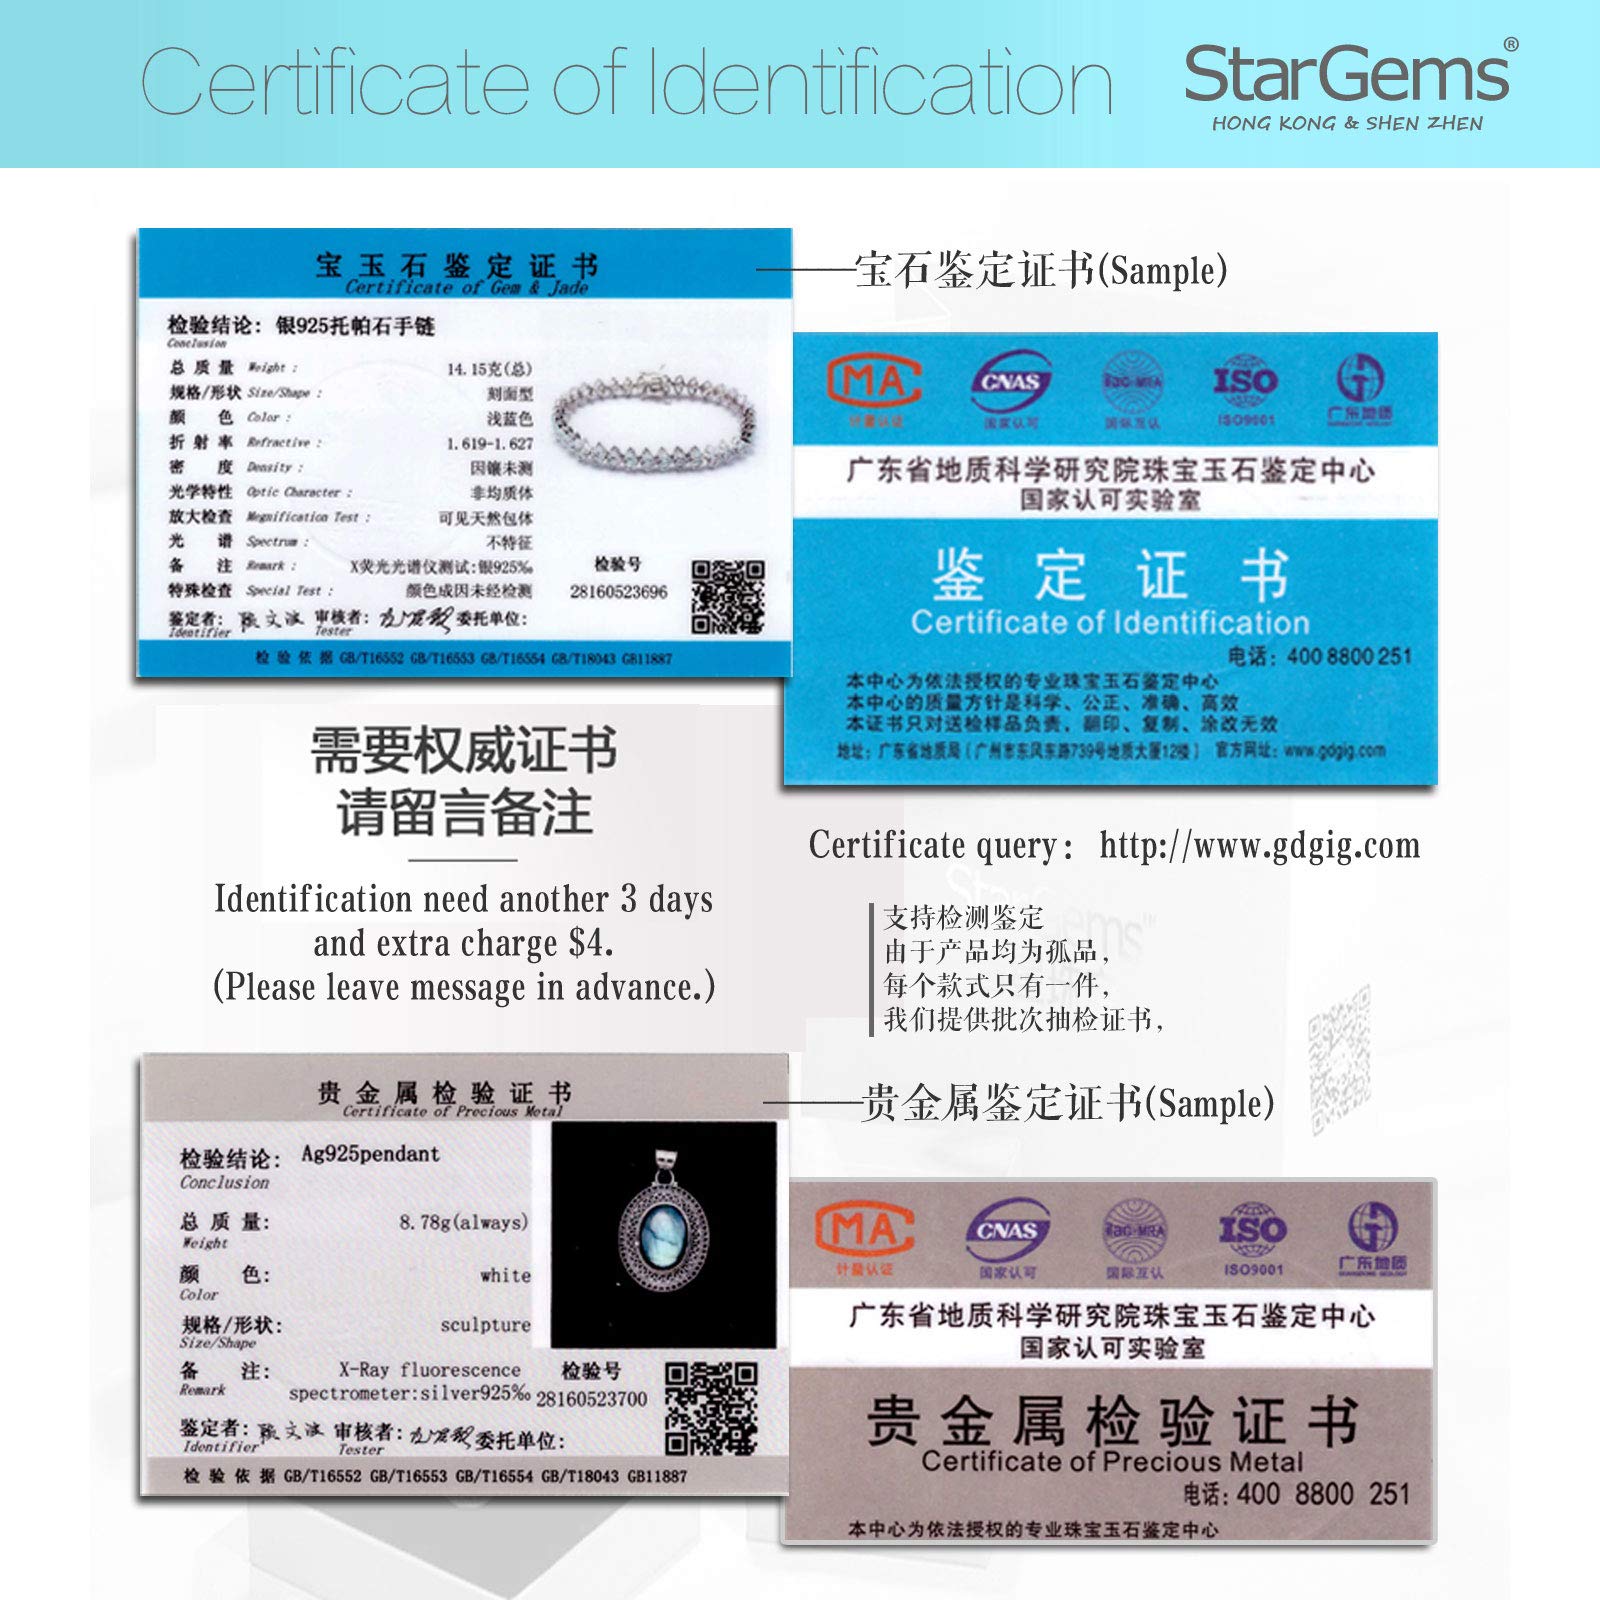 Certificate of Identification
StarGems®
HONG KONG & SHEN ZHEN
宝玉石鉴定证书
Certificate of Gem & Jade
检验结论：银925托帕石手链
Conclusion
总质量 Weight : 14.15克(总)
规格/形状 Size/Shape : 刻面型
颜色 Color : 浅蓝色
折射率 Refractive : 1.619-1.627
密度 Density : 因镶未测
光学特性 Optic Character : 非均质体
放大检查 Megnification Test : 可见天然包体
光谱 Spectrum : 不特征
备注 Remark : X荧光光谱仪测试:银925‰
特殊检查 Special Test : 颜色成因未经检测
检验号
28160523696
鉴定者: 审核者: 委托单位:
Identifier Tester
检验依据 GB/T16552 GB/T16553 GB/T16554 GB/T18043 GB11887
宝石鉴定证书(Sample)
MA CNAS ilac-MRA ISO
计量认证 国家认可 国际互认 ISO9001 广东地质
广东省地质科学研究院珠宝玉石鉴定中心
国家认可实验室
鉴定证书
Certificate of Identification
电话：400 8800 251
本中心为依法授权的专业珠宝玉石鉴定中心
本中心的质量方针是科学、公正、准确、高效
本证书只对送检样品负责，翻印、复制、涂改无效
地址：广东省地质局(广州市东风东路739号地质大厦12楼) 官方网址：www.gdgig.com
需要权威证书
请留言备注
Identification need another 3 days
and extra charge $4.
(Please leave message in advance.)
Certificate query： http://www.gdgig.com
支持检测鉴定
由于产品均为孤品，
每个款式只有一件，
我们提供批次抽检证书，
StarGems
贵金属检验证书
Certificate of Precious Metal
检验结论: Ag925pendant
Conclusion
总质量: 8.78g(always)
Weight
颜色: white
Color
规格/形状: sculpture
Size/Shape
备注: X-Ray fluorescence
Remark spectrometer:silver925‰
检验号
28160523700
鉴定者: 审核者: 委托单位:
Identifier Tester
检验依据 GB/T16552 GB/T16553 GB/T16554 GB/T18043 GB11887
贵金属鉴定证书(Sample)
MA CNAS ilac-MRA ISO
计量认证 国家认可 国际互认 ISO9001 广东地质
广东省地质科学研究院珠宝玉石鉴定中心
国家认可实验室
贵金属检验证书
Certificate of Precious Metal
电话: 400 8800 251
本中心为依法授权的专业珠宝玉石鉴定中心